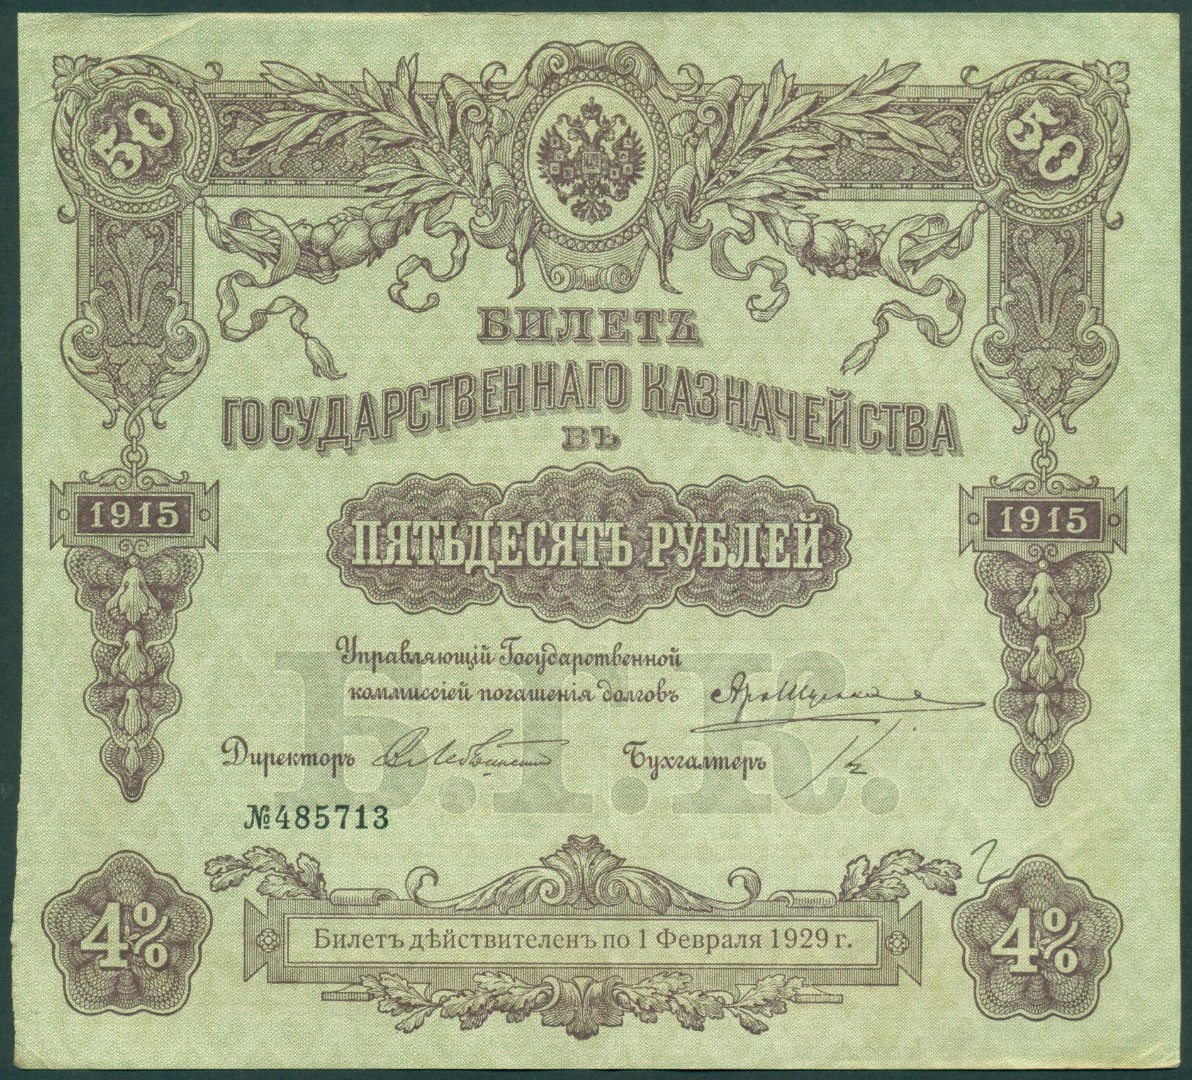 50 50
БИЛЕТЪ
ГОСУДАРСТВЕННАГО КАЗНАЧЕЙСТВА
ВЪ
1915 1915
ПЯТЬДЕСЯТЪ РУБЛЕЙ
Управляющій Государственной
коммиссіей погашенія долговъ
Директоръ Бухгалтеръ
Б.Г.К.
№485713
4% 4%
Билетъ дѣйствителенъ по 1 Февраля 1929 г.